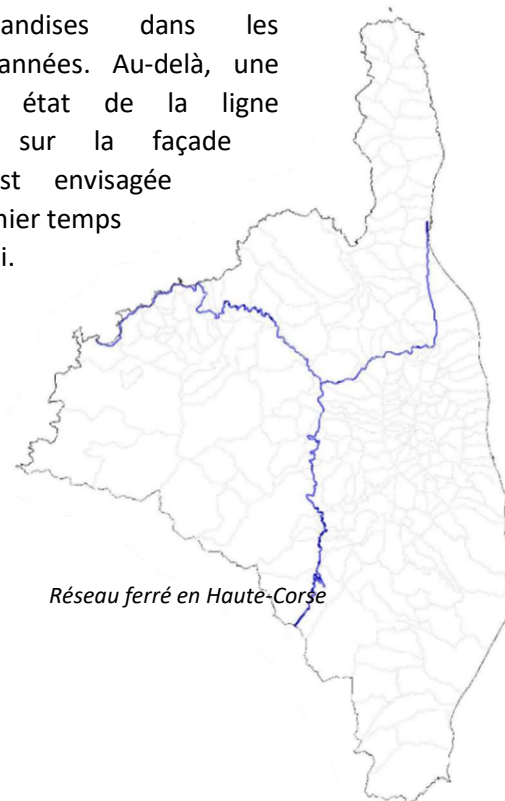 andises dans les
années. Au-delà, une
état de la ligne
sur la façade
st envisagée
nier temps
i.
Réseau ferré en Haute-Corse